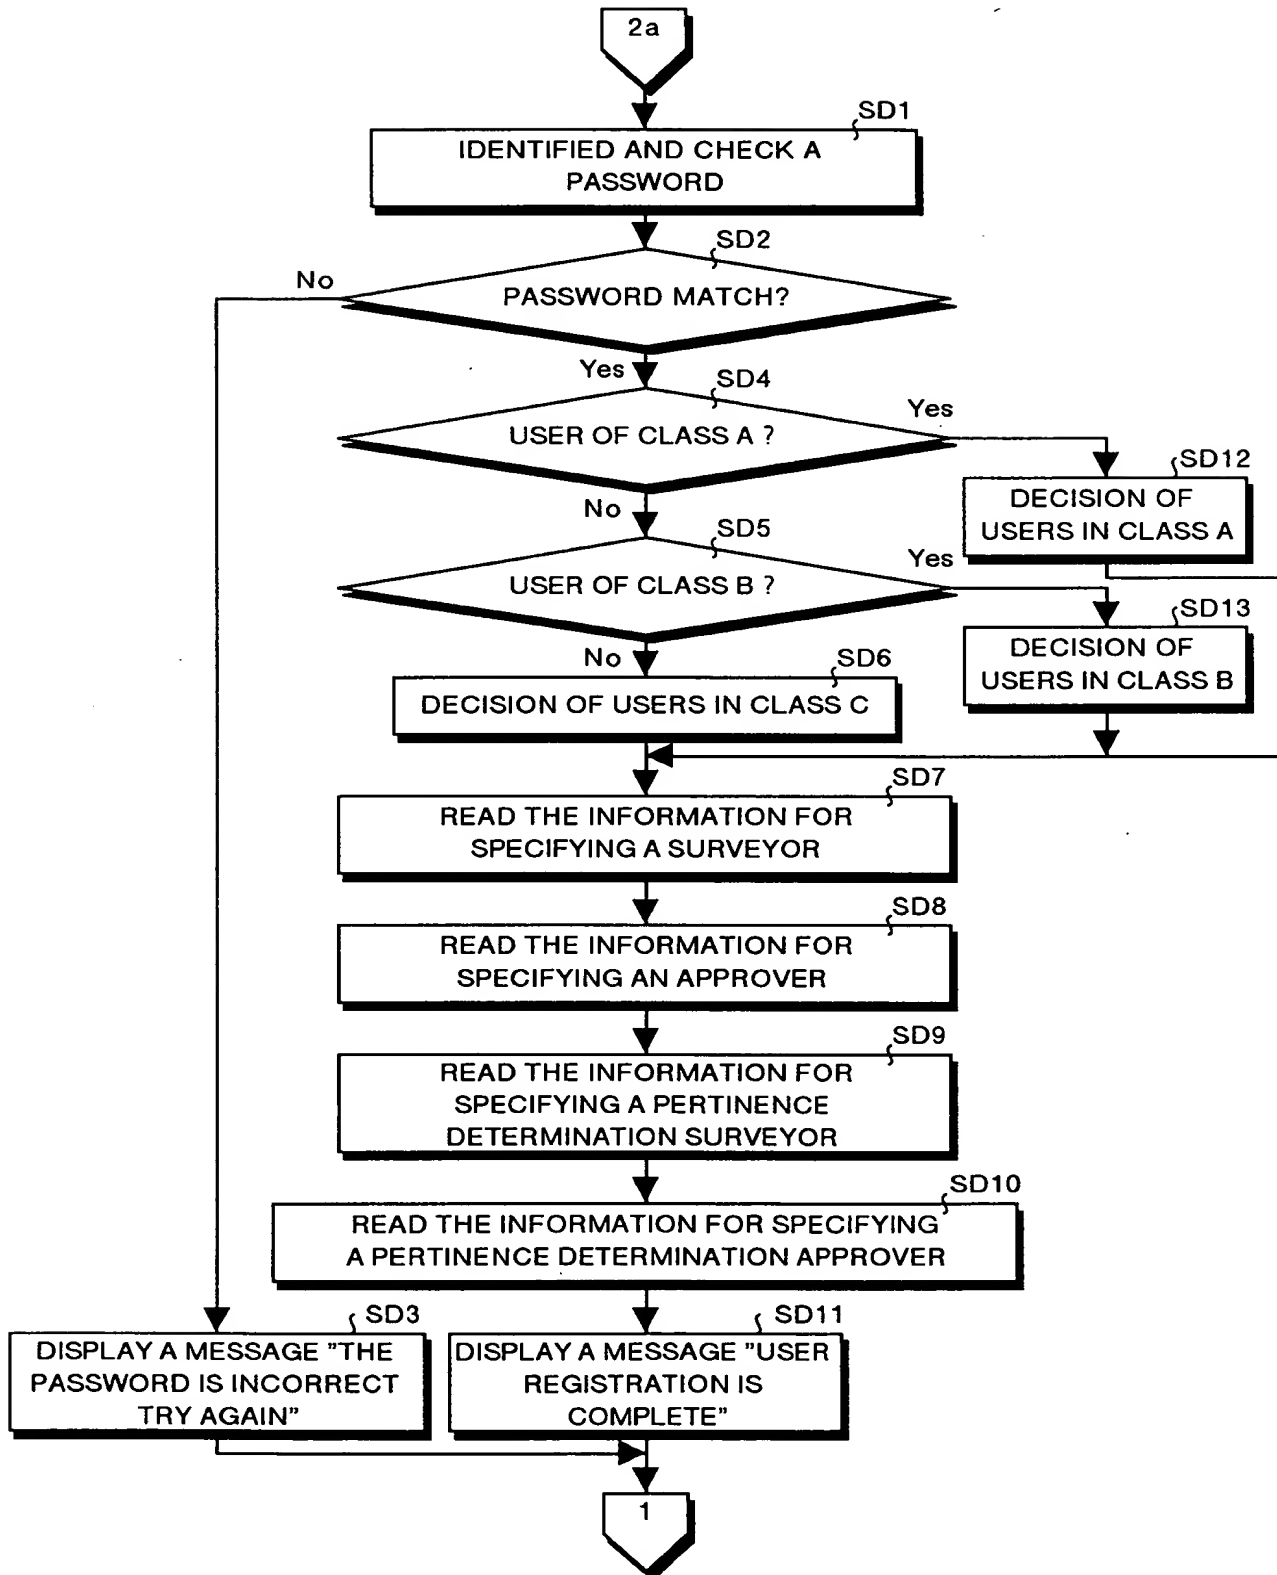 2a
SD1
IDENTIFIED AND CHECK A
PASSWORD
SD2
No
PASSWORD MATCH?
Yes
SD4
Yes
USER OF CLASS A ?
SD12
DECISION OF
USERS IN CLASS A
No
SD5
Yes
USER OF CLASS B ?
SD13
DECISION OF
USERS IN CLASS B
No
SD6
DECISION OF USERS IN CLASS C
SD7
READ THE INFORMATION FOR
SPECIFYING A SURVEYOR
SD8
READ THE INFORMATION FOR
SPECIFYING AN APPROVER
SD9
READ THE INFORMATION FOR
SPECIFYING A PERTINENCE
DETERMINATION SURVEYOR
SD10
READ THE INFORMATION FOR SPECIFYING
A PERTINENCE DETERMINATION APPROVER
SD3
DISPLAY A MESSAGE "THE
PASSWORD IS INCORRECT
TRY AGAIN"
SD11
DISPLAY A MESSAGE "USER
REGISTRATION IS
COMPLETE"
1